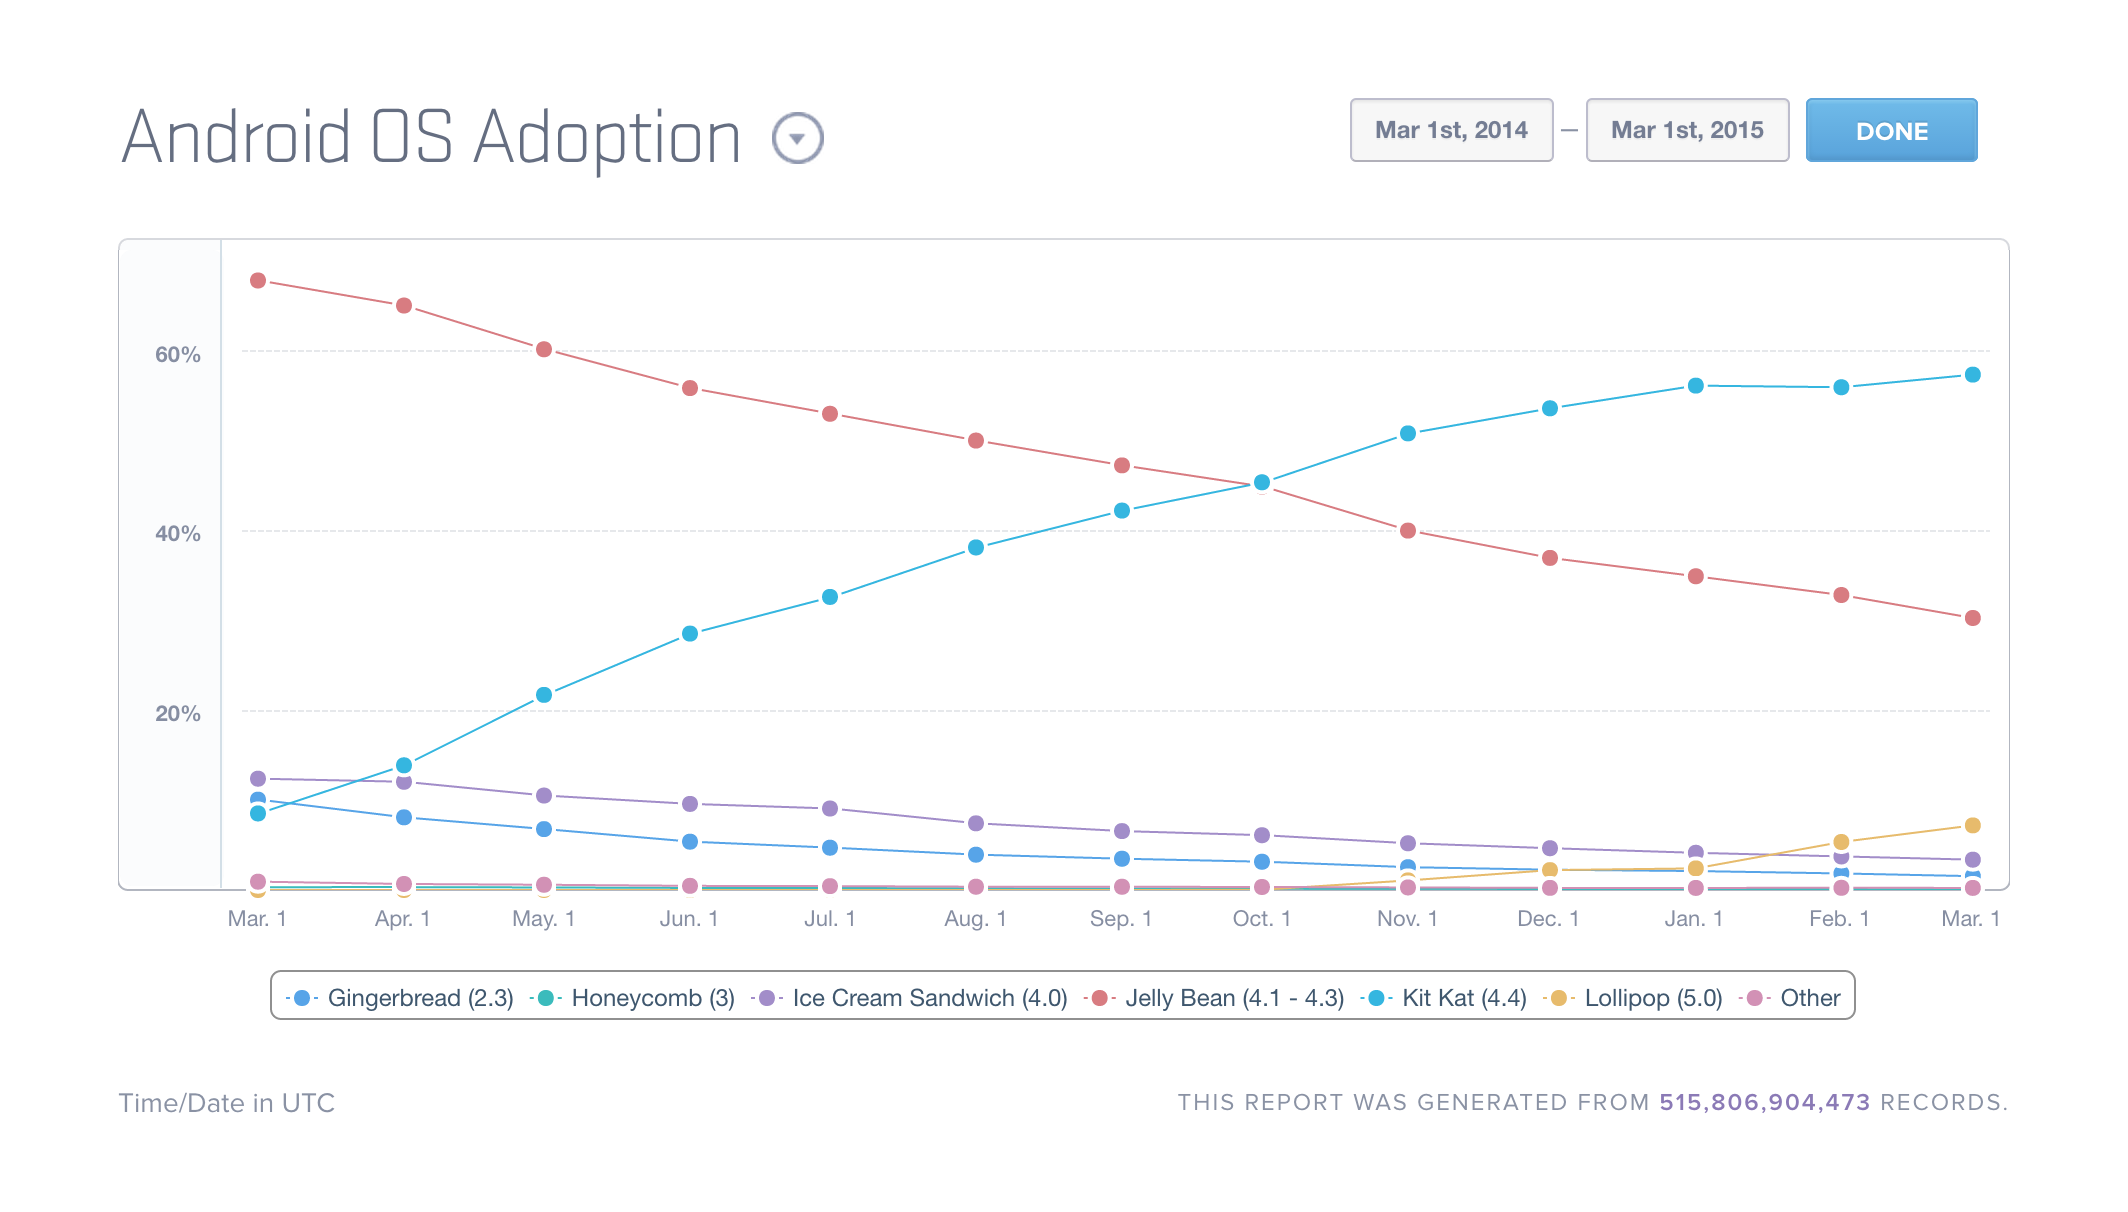 Android OS Adoption
Mar 1st, 2014 – Mar 1st, 2015 DONE
60%
40%
20%
Mar. 1 Apr. 1 May. 1 Jun. 1 Jul. 1 Aug. 1 Sep. 1 Oct. 1 Nov. 1 Dec. 1 Jan. 1 Feb. 1 Mar. 1
Gingerbread (2.3) Honeycomb (3) Ice Cream Sandwich (4.0) Jelly Bean (4.1 - 4.3) Kit Kat (4.4) Lollipop (5.0) Other
Time/Date in UTC THIS REPORT WAS GENERATED FROM 515,806,904,473 RECORDS.